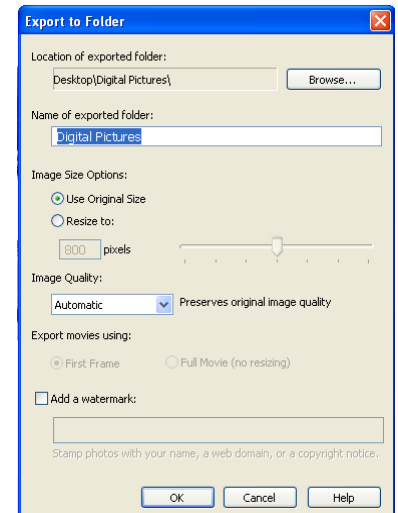 Export to Folder
Location of exported folder:
Desktop\Digital Pictures\
Browse...
Name of exported folder:
Digital Pictures
Image Size Options:
Use Original Size
Resize to:
800 pixels
Image Quality:
Automatic Preserves original image quality
Export movies using:
First Frame Full Movie (no resizing)
Add a watermark:
Stamp photos with your name, a web domain, or a copyright notice.
OK Cancel Help